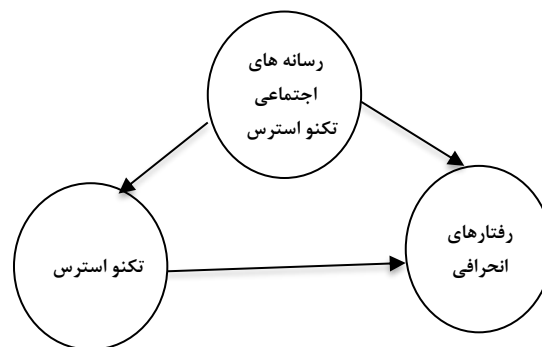 رسانه های
اجتماعی
تکنو استرس
رفتارهای
انحرافی
تکنو استرس